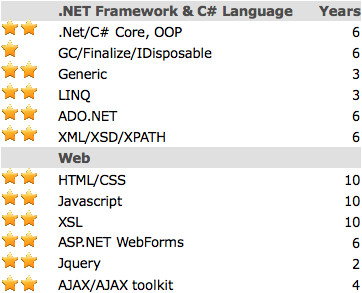 .NET Framework & C# Language Years
.Net/C# Core, OOP 6
GC/Finalize/IDisposable 6
Generic 3
LINQ 3
ADO.NET 6
XML/XSD/XPATH 6
Web
HTML/CSS 10
Javascript 10
XSL 10
ASP.NET WebForms 6
Jquery 2
AJAX/AJAX toolkit 4